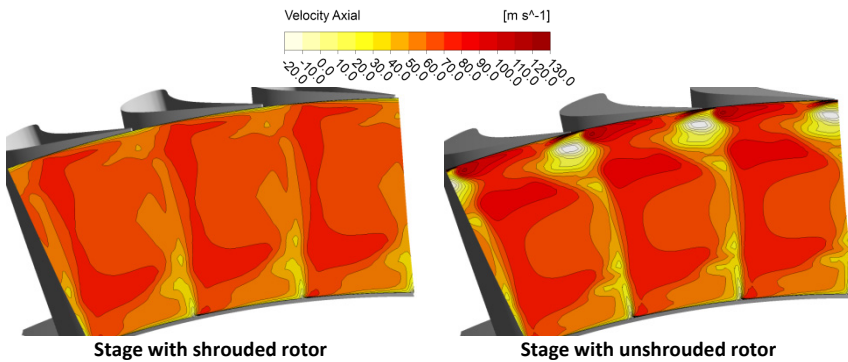 Velocity Axial [m s^-1]
-20.0 -10.0 0.0 10.0 20.0 30.0 40.0 50.0 60.0 70.0 80.0 90.0 100.0 110.0 120.0 130.0
Stage with shrouded rotor Stage with unshrouded rotor